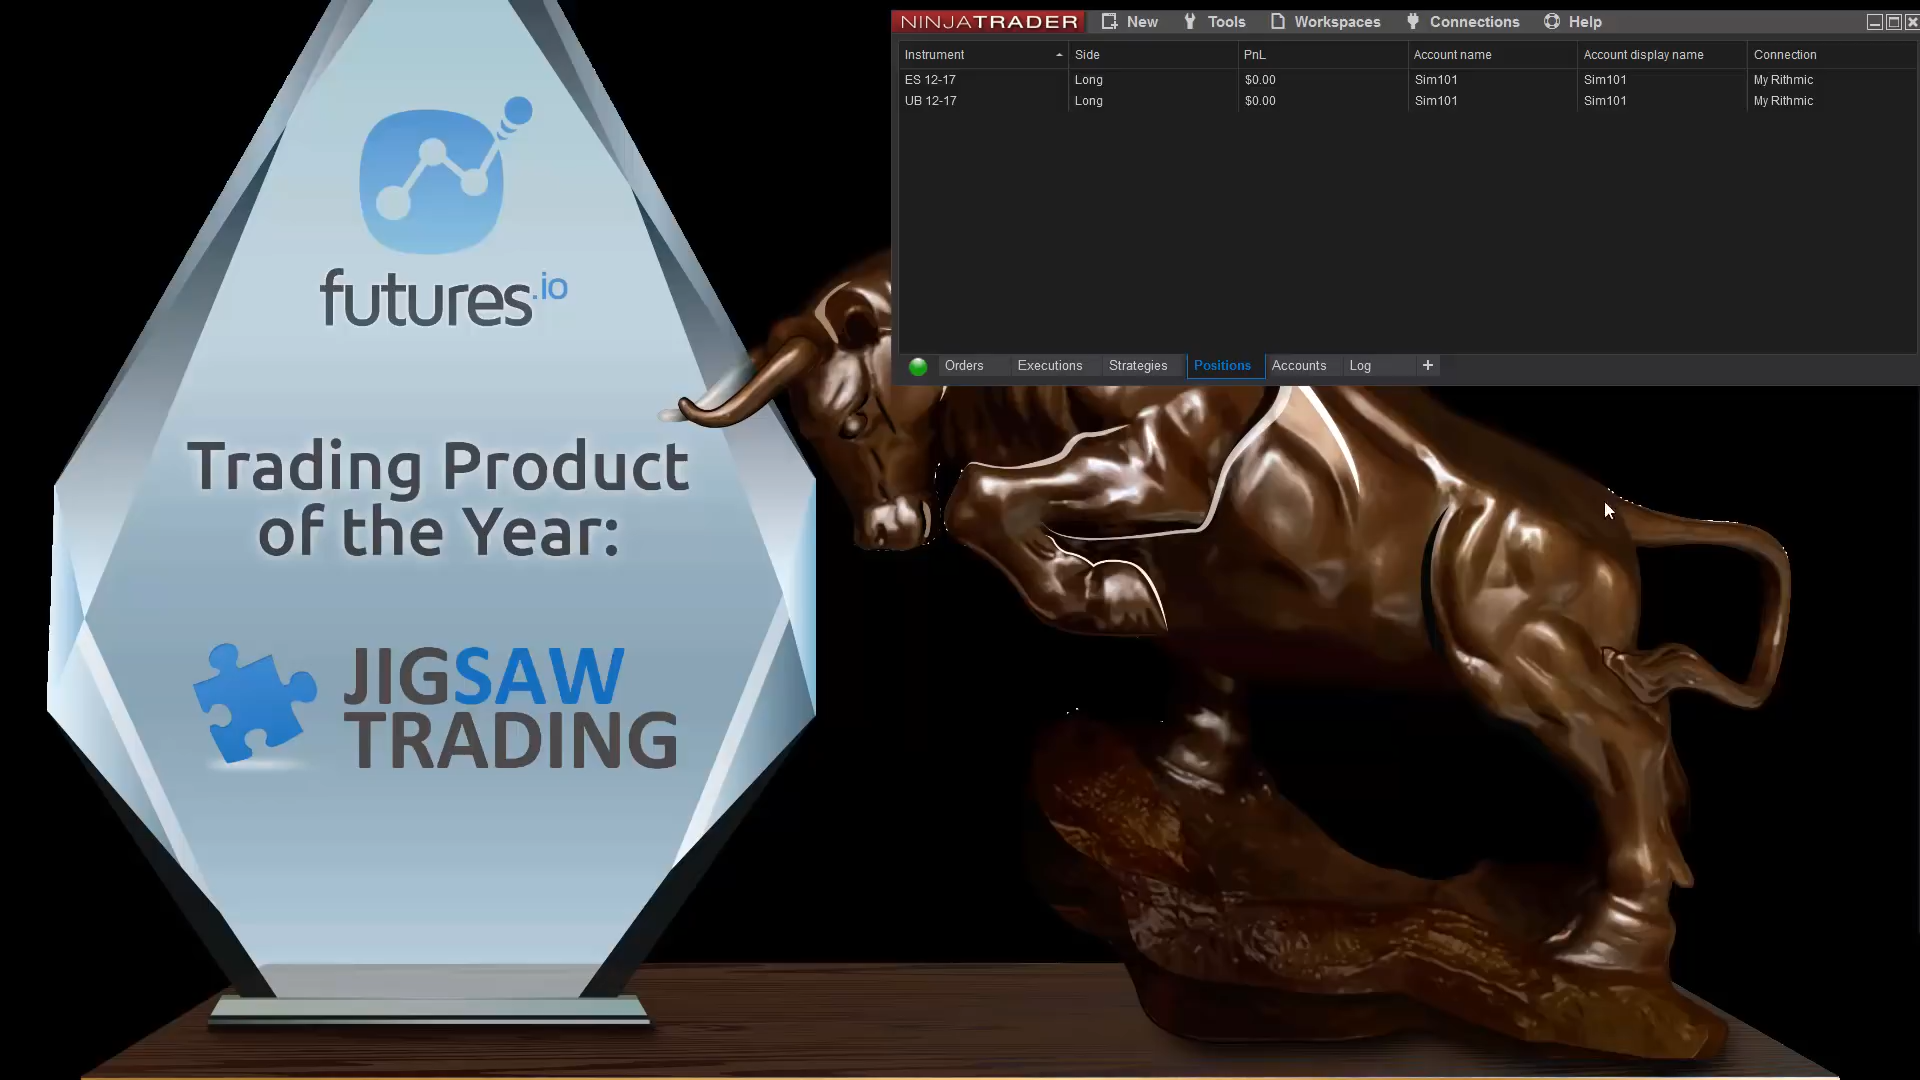 NINJATRADER New Tools Workspaces Connections Help
Instrument Side PnL Account name Account display name Connection
ES 12-17 Long $0.00 Sim101 Sim101 My Rithmic
UB 12-17 Long $0.00 Sim101 Sim101 My Rithmic
Orders Executions Strategies Positions Accounts Log +
futures.io
Trading Product
of the Year:
JIGSAW
TRADING